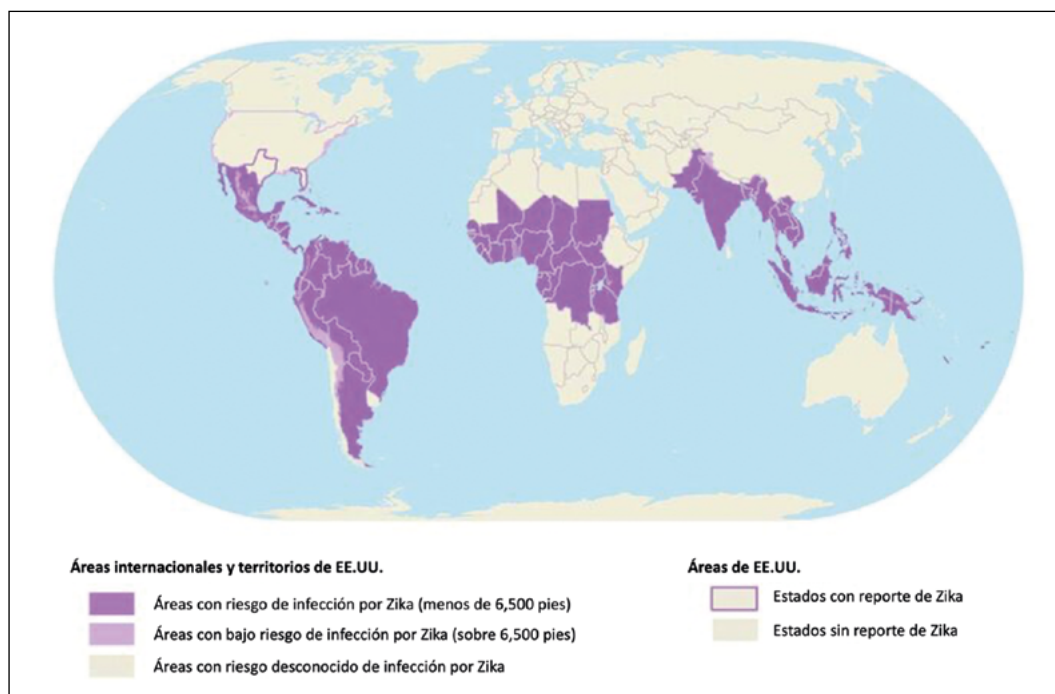 Áreas internacionales y territorios de EE.UU.
Áreas con riesgo de infección por Zika (menos de 6,500 pies)
Áreas con bajo riesgo de infección por Zika (sobre 6,500 pies)
Áreas con riesgo desconocido de infección por Zika
Áreas de EE.UU.
Estados con reporte de Zika
Estados sin reporte de Zika